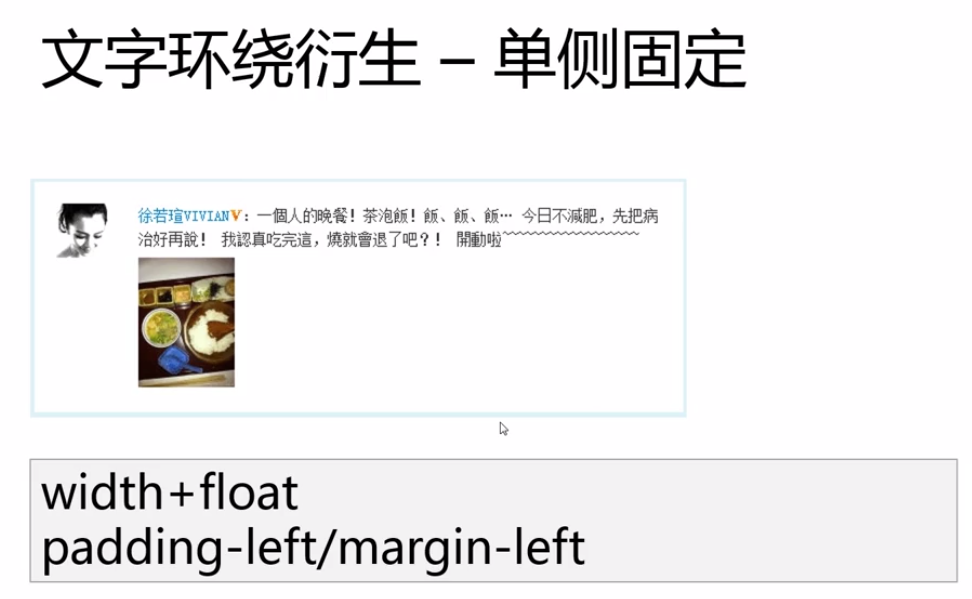 文字环绕衍生 – 单侧固定
徐若瑄VIVIANV：一個人的晚餐！茶泡飯！飯、飯、飯… 今日不減肥，先把病
治好再說！ 我認真吃完這，燒就會退了吧？！ 開動啦~~~~~~~~~~~~~~~~~
width+float
padding-left/margin-left